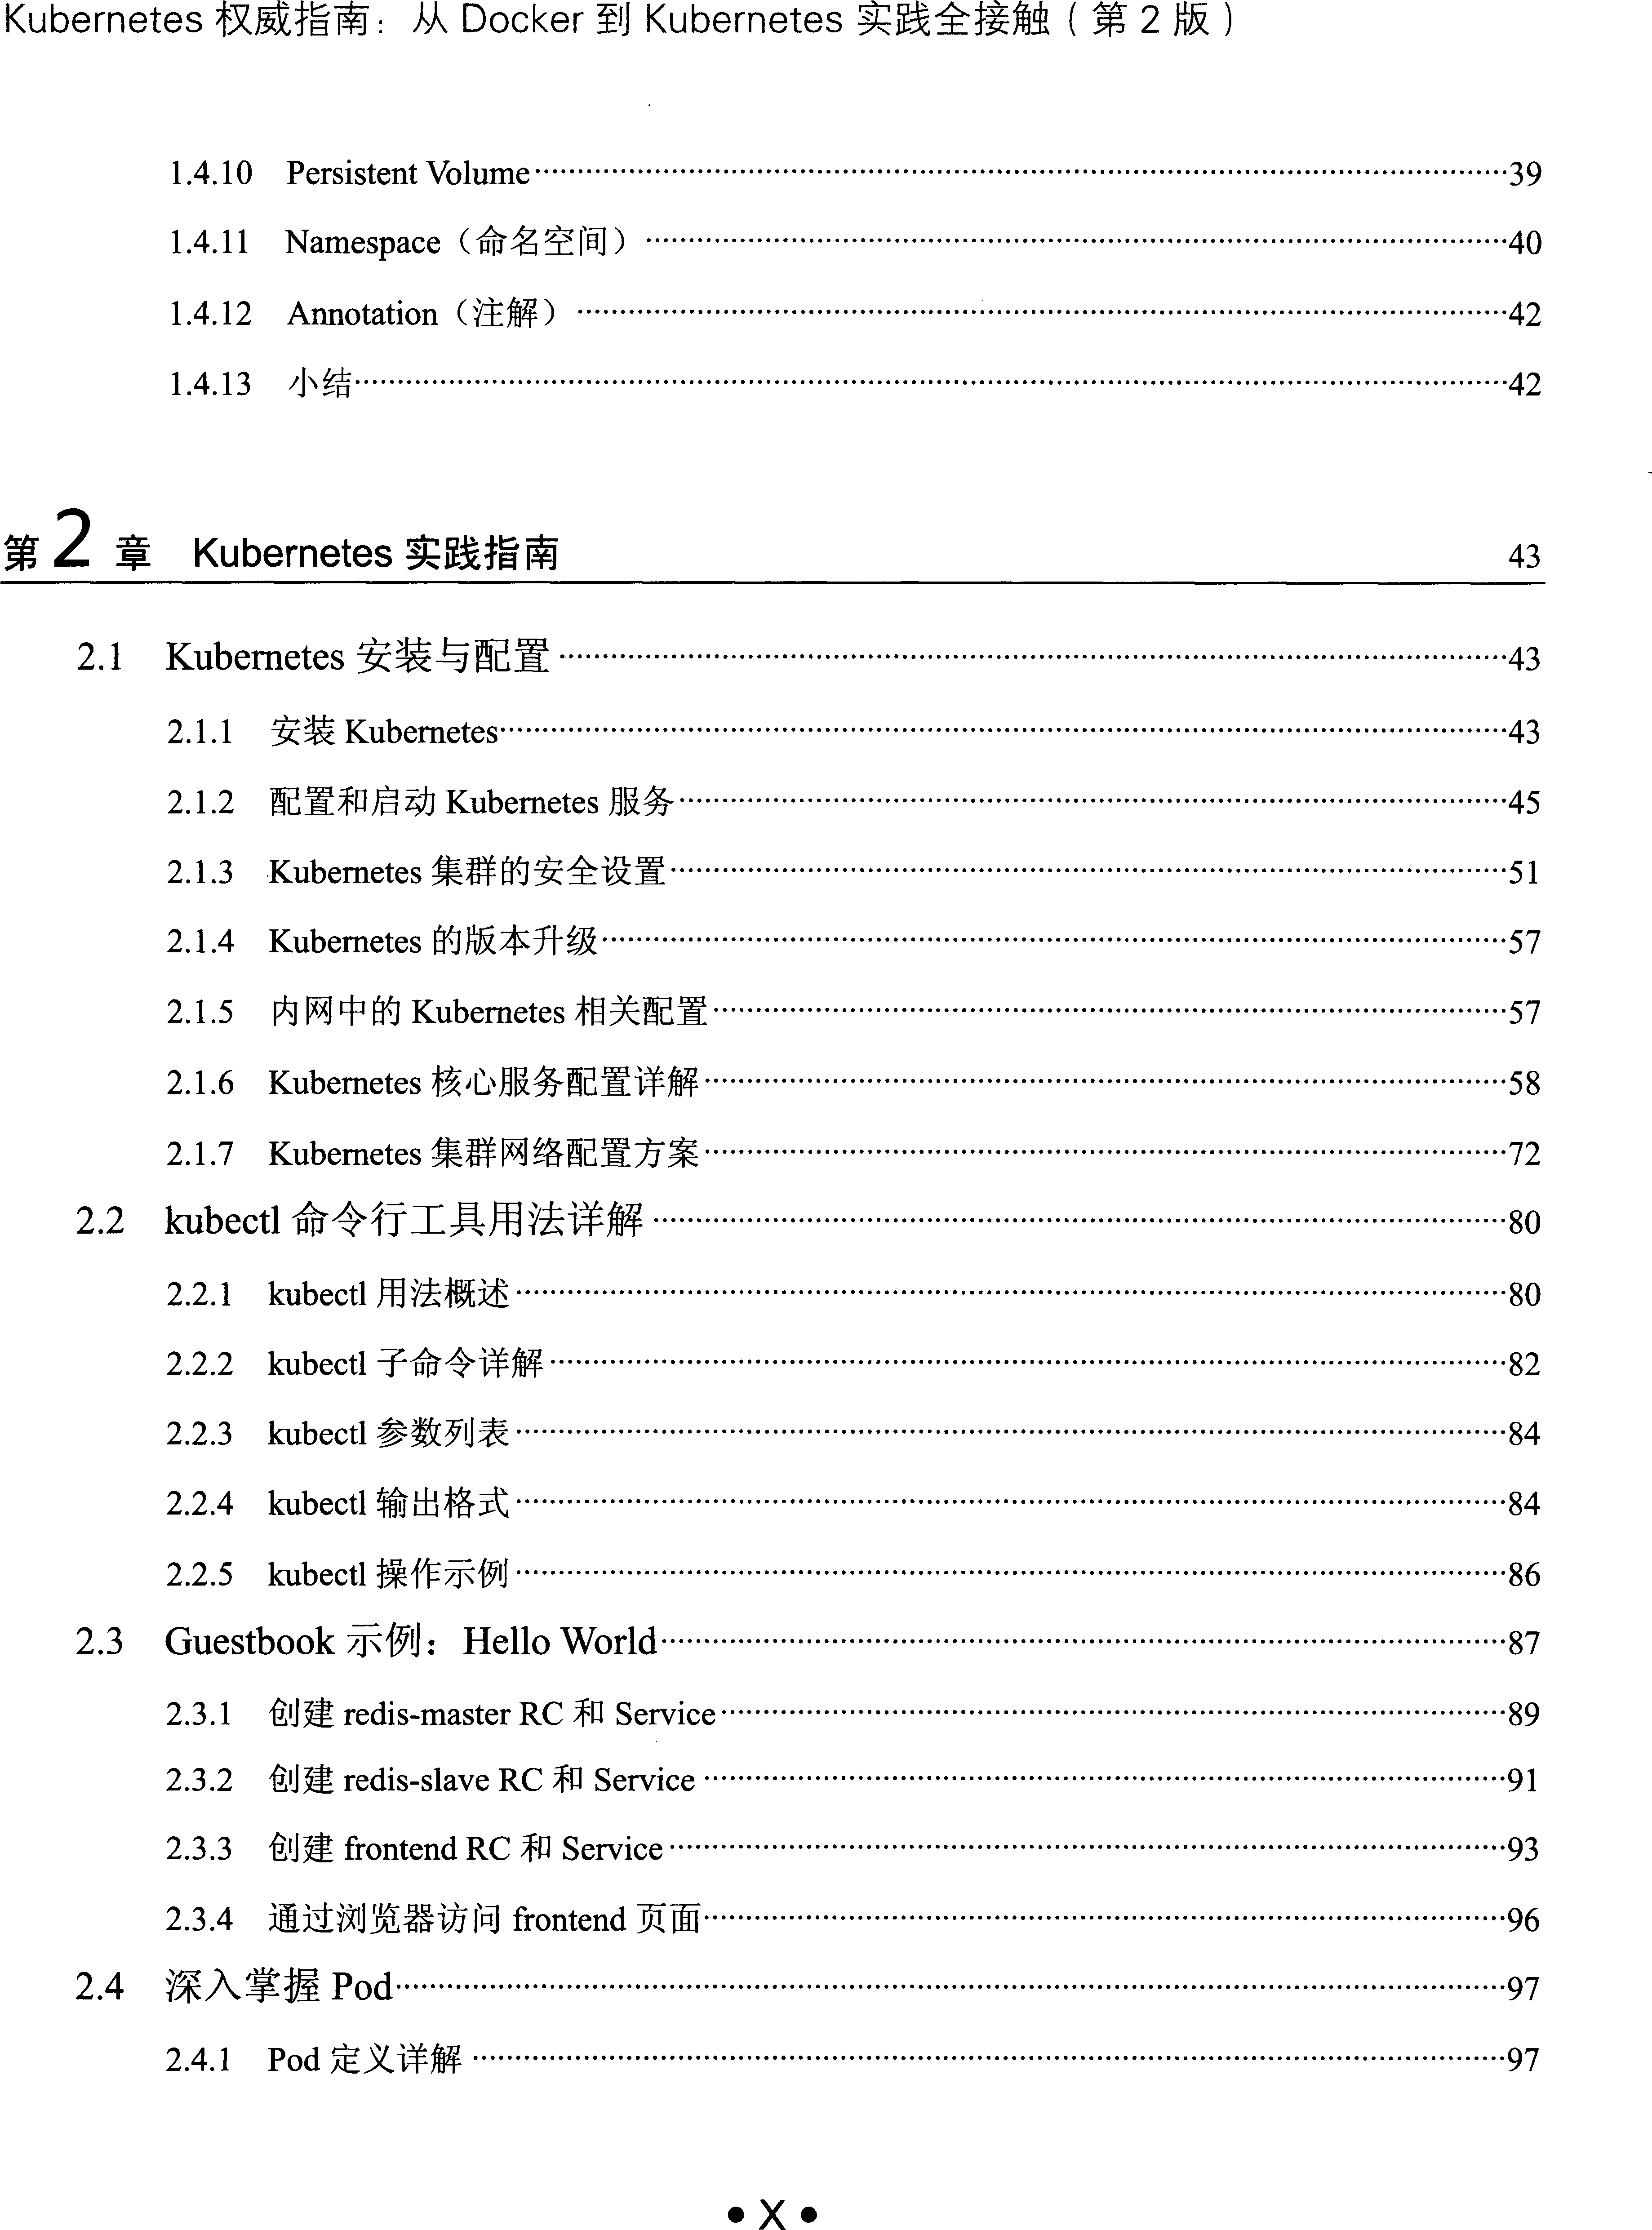 Kubernetes 权威指南：从 Docker 到 Kubernetes 实践全接触（第 2 版）
1.4.10 Persistent Volume 39
1.4.11 Namespace（命名空间） 40
1.4.12 Annotation（注解） 42
1.4.13 小结 42
第 2 章 Kubernetes 实践指南 43
2.1 Kubernetes 安装与配置 43
2.1.1 安装 Kubernetes 43
2.1.2 配置和启动 Kubernetes 服务 45
2.1.3 Kubernetes 集群的安全设置 51
2.1.4 Kubernetes 的版本升级 57
2.1.5 内网中的 Kubernetes 相关配置 57
2.1.6 Kubernetes 核心服务配置详解 58
2.1.7 Kubernetes 集群网络配置方案 72
2.2 kubectl 命令行工具用法详解 80
2.2.1 kubectl 用法概述 80
2.2.2 kubectl 子命令详解 82
2.2.3 kubectl 参数列表 84
2.2.4 kubectl 输出格式 84
2.2.5 kubectl 操作示例 86
2.3 Guestbook 示例：Hello World 87
2.3.1 创建 redis-master RC 和 Service 89
2.3.2 创建 redis-slave RC 和 Service 91
2.3.3 创建 frontend RC 和 Service 93
2.3.4 通过浏览器访问 frontend 页面 96
2.4 深入掌握 Pod 97
2.4.1 Pod 定义详解 97
• X •